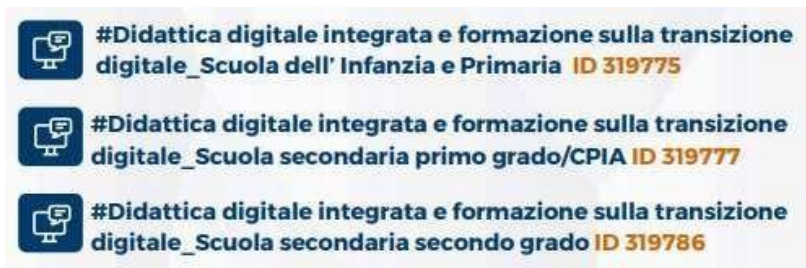 #Didattica digitale integrata e formazione sulla transizione
digitale_Scuola dell' Infanzia e Primaria ID 319775
#Didattica digitale integrata e formazione sulla transizione
digitale_Scuola secondaria primo grado/CPIA ID 319777
#Didattica digitale integrata e formazione sulla transizione
digitale_Scuola secondaria secondo grado ID 319786